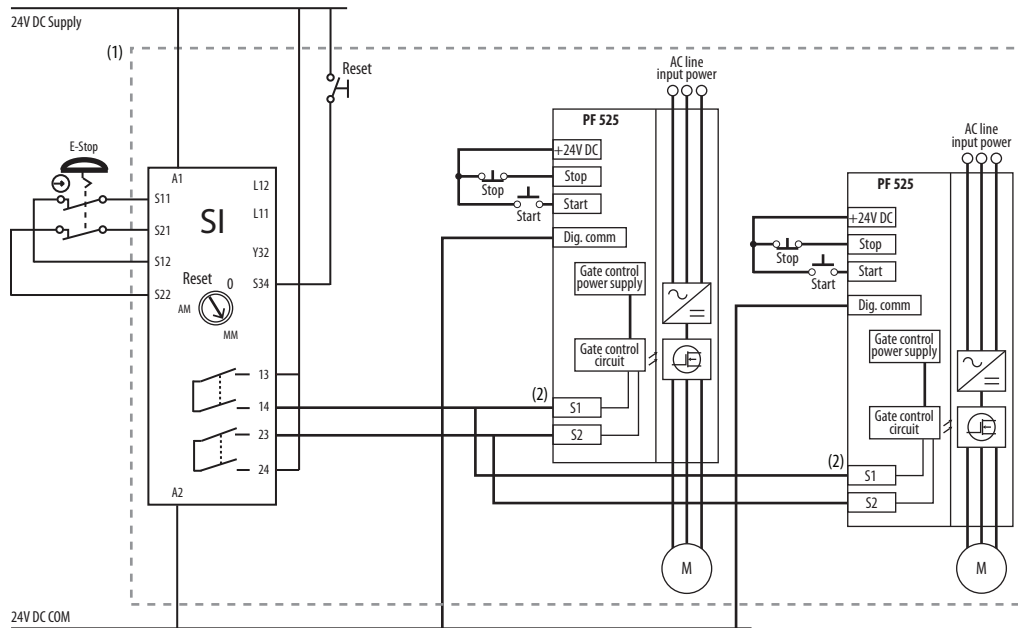 24V DC Supply
(1)
Reset
E-Stop
A1
L12
S11
SI
L11
S21
Y32
S12
Reset
0
S34
S22
AM
MM
13
14
23
24
A2
24V DC COM
AC line
input power
PF 525
+24V DC
Stop
Stop
Start
Start
Dig. comm
Gate control
power supply
Gate control
circuit
(2)
S1
S2
M
AC line
input power
PF 525
+24V DC
Stop
Stop
Start
Start
Dig. comm
Gate control
power supply
Gate control
circuit
(2)
S1
S2
M